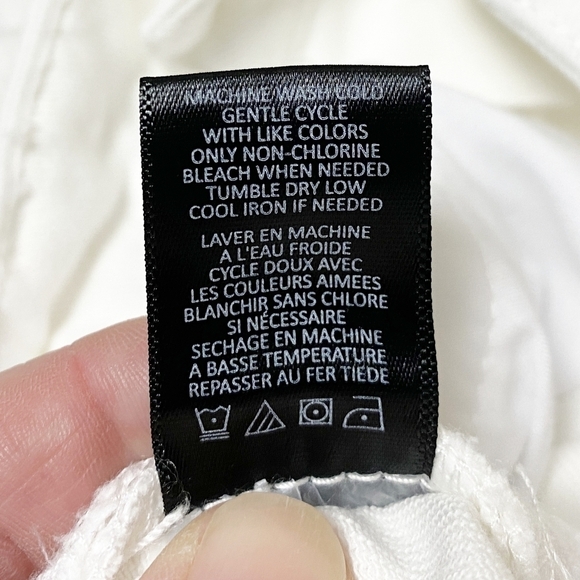 MACHINE WASH COLD
GENTLE CYCLE
WITH LIKE COLORS
ONLY NON-CHLORINE
BLEACH WHEN NEEDED
TUMBLE DRY LOW
COOL IRON IF NEEDED
LAVER EN MACHINE
A L'EAU FROIDE
CYCLE DOUX AVEC
LES COULEURS AIMEES
BLANCHIR SANS CHLORE
SI NÉCESSAIRE
SECHAGE EN MACHINE
A BASSE TEMPERATURE
REPASSER AU FER TIÈDE